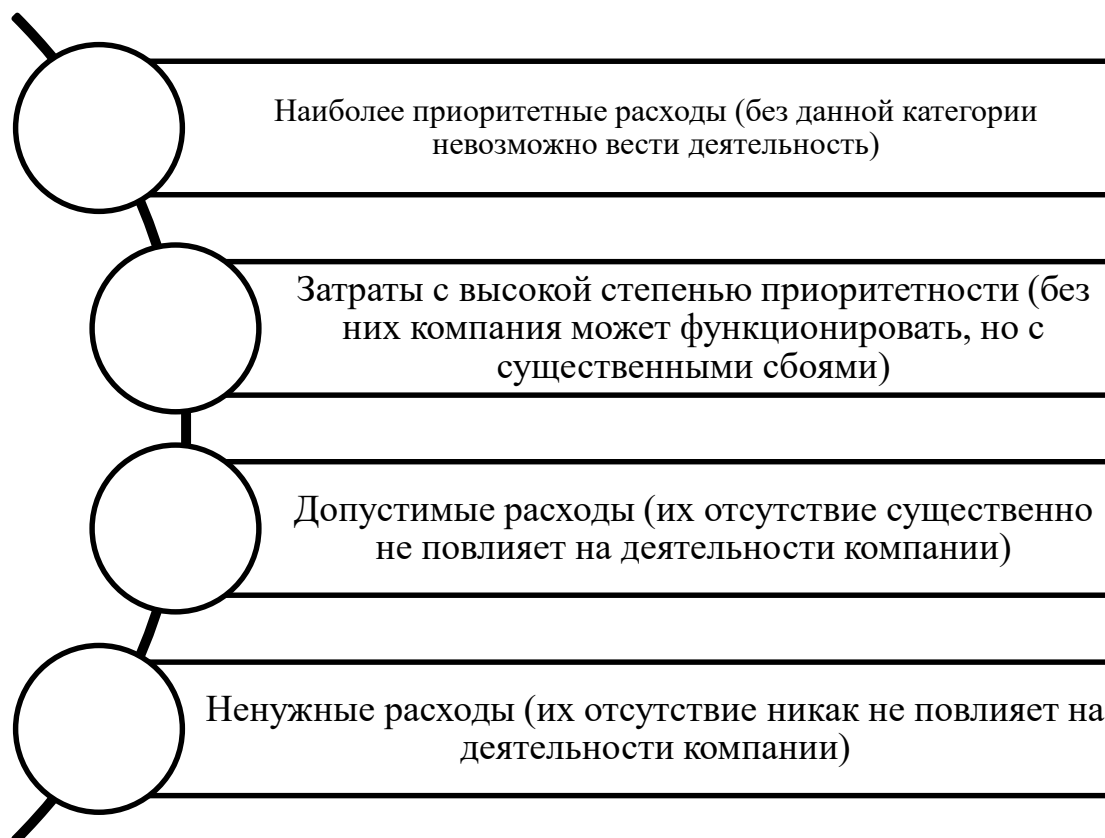 Наиболее приоритетные расходы (без данной категории
невозможно вести деятельность)
Затраты с высокой степенью приоритетности (без
них компания может функционировать, но с
существенными сбоями)
Допустимые расходы (их отсутствие существенно
не повлияет на деятельности компании)
Ненужные расходы (их отсутствие никак не повлияет на
деятельности компании)